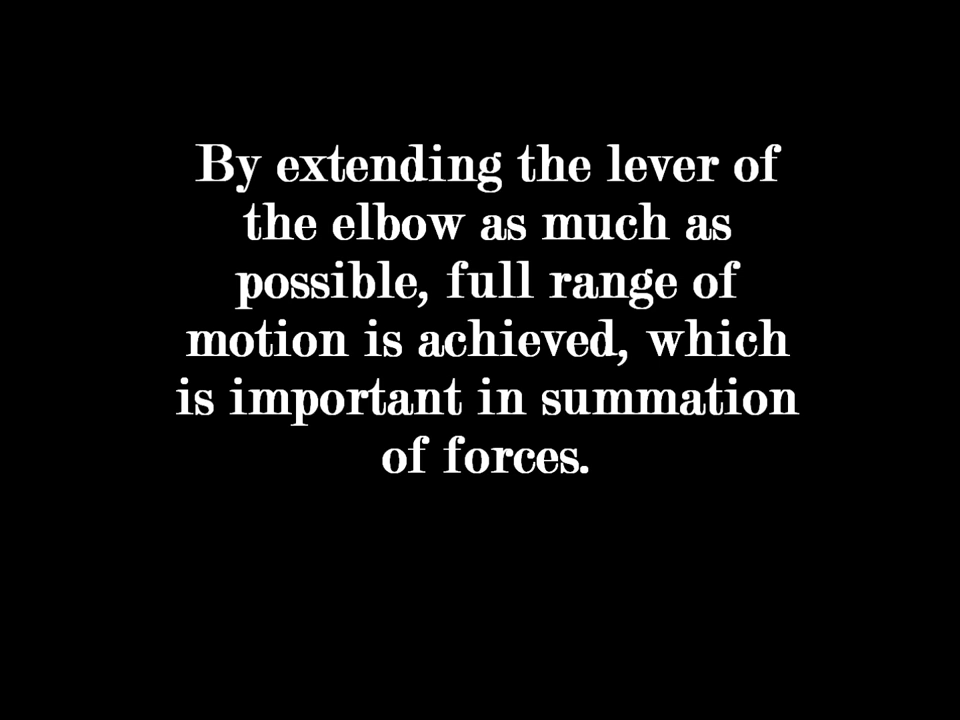 By extending the lever of
the elbow as much as
possible, full range of
motion is achieved, which
is important in summation
of forces.